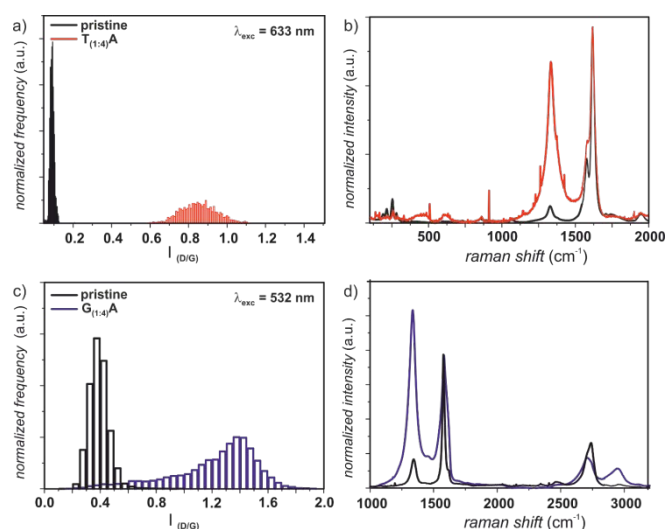 a)
pristine
T(1:4)A
λexc = 633 nm
normalized frequency (a.u.)
0.2 0.4 0.6 0.8 1.0 1.2 1.4
I (D/G)
b)
normalized intensity (a.u.)
500 1000 1500 2000
raman shift (cm-1)
c)
pristine
G(1:4)A
λexc = 532 nm
normalized frequency (a.u.)
0.0 0.4 0.8 1.2 1.6 2.0
I (D/G)
d)
normalized intensity (a.u.)
1000 1500 2000 2500 3000
raman shift (cm-1)